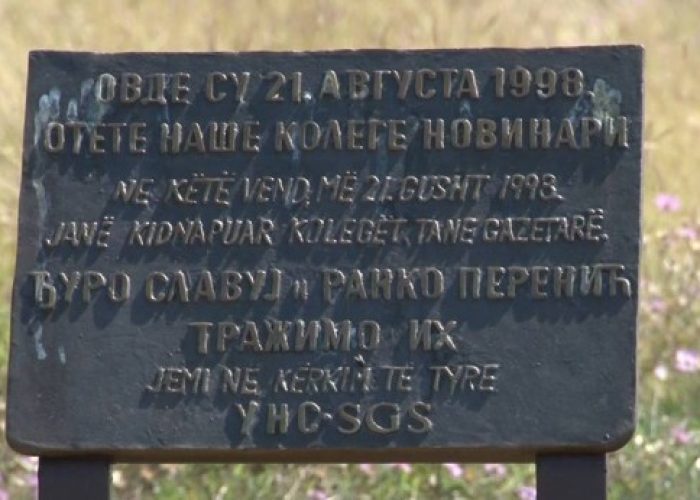 ОВДЕ СУ 21. АВГУСТА 1998.
ОТЕТЕ НАШЕ КОЛЕГЕ НОВИНАРИ
NË KËTË VEND, MË 21.GUSHT 1998.
JANË KIDNAPUAR KOLEGËT TANË GAZETARË,
ЂУРО СЛАВУЈ и РАНКО ПЕРЕНИЋ
ТРАЖИМО ИХ
JEMI NË KËRKIM TË TYRE
УНС-SGS